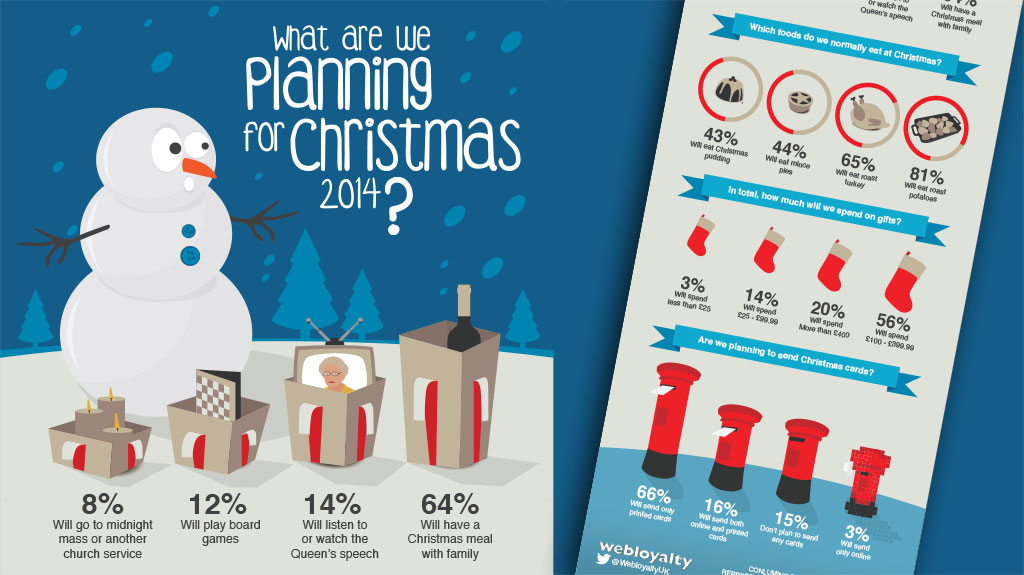 What are we
Planning
for Christmas
2014?
8%
Will go to midnight
mass or another
church service
12%
Will play board
games
14%
Will listen to
or watch the
Queen's speech
64%
Will have a
Christmas meal
with family
or watch the
Queen's speech
Will have a
Christmas meal
with family
Which foods do we normally eat at Christmas?
43%
Will eat Christmas
pudding
44%
Will eat mince
pies
65%
Will eat roast
turkey
81%
Will eat roast
potatoes
In total, how much will we spend on gifts?
3%
Will spend
less than £25
14%
Will spend
£25 - £99.99
20%
Will spend
More than £400
56%
Will spend
£100 - £399.99
Are we planning to send Christmas cards?
66%
Will send only
printed cards
16%
Will send both
online and printed
cards
15%
Don't plan to send
any cards
3%
Will send
only online
webloyalty
@WebloyaltyUK